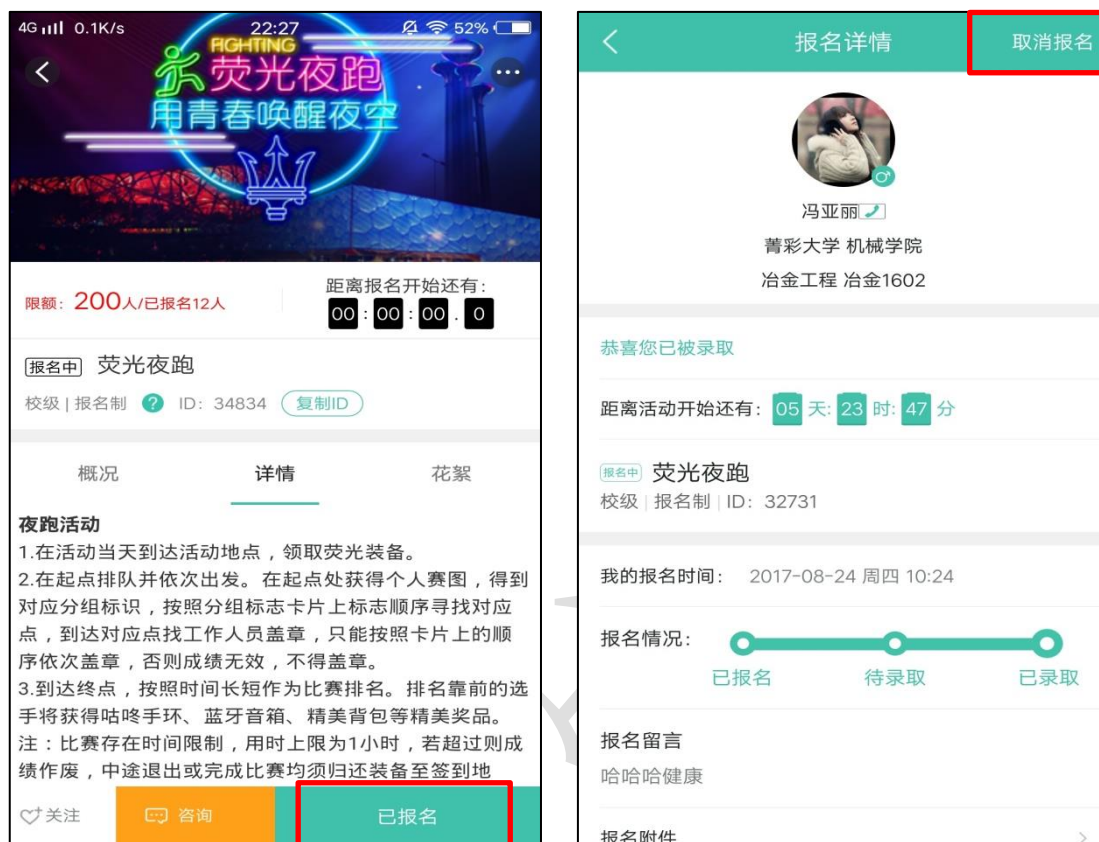 4G 0.1K/s 22:27 52%
FIGHTING
荧光夜跑
用青春唤醒夜空
限额：200人/已报名12人
距离报名开始还有：
00 : 00 : 00 . 0
报名中 荧光夜跑
校级 | 报名制 ? ID：34834 复制ID
概况 详情 花絮
夜跑活动
1.在活动当天到达活动地点，领取荧光装备。
2.在起点排队并依次出发。在起点处获得个人赛图，得到
对应分组标识，按照分组标志卡片上标志顺序寻找对应
点，到达对应点找工作人员盖章，只能按照卡片上的顺
序依次盖章，否则成绩无效，不得盖章。
3.到达终点，按照时间长短作为比赛排名。排名靠前的选
手将获得咕咚手环、蓝牙音箱、精美背包等精美奖品。
注：比赛存在时间限制，用时上限为1小时，若超过则成
绩作废，中途退出或完成比赛均须归还装备至签到地
关注 咨询 已报名
报名详情 取消报名
冯亚丽
菁彩大学 机械学院
冶金工程 冶金1602
恭喜您已被录取
距离活动开始还有：05 天: 23 时: 47 分
报名中 荧光夜跑
校级 | 报名制 | ID：32731
我的报名时间： 2017-08-24 周四 10:24
报名情况：
已报名 待录取 已录取
报名留言
哈哈哈健康
报名附件